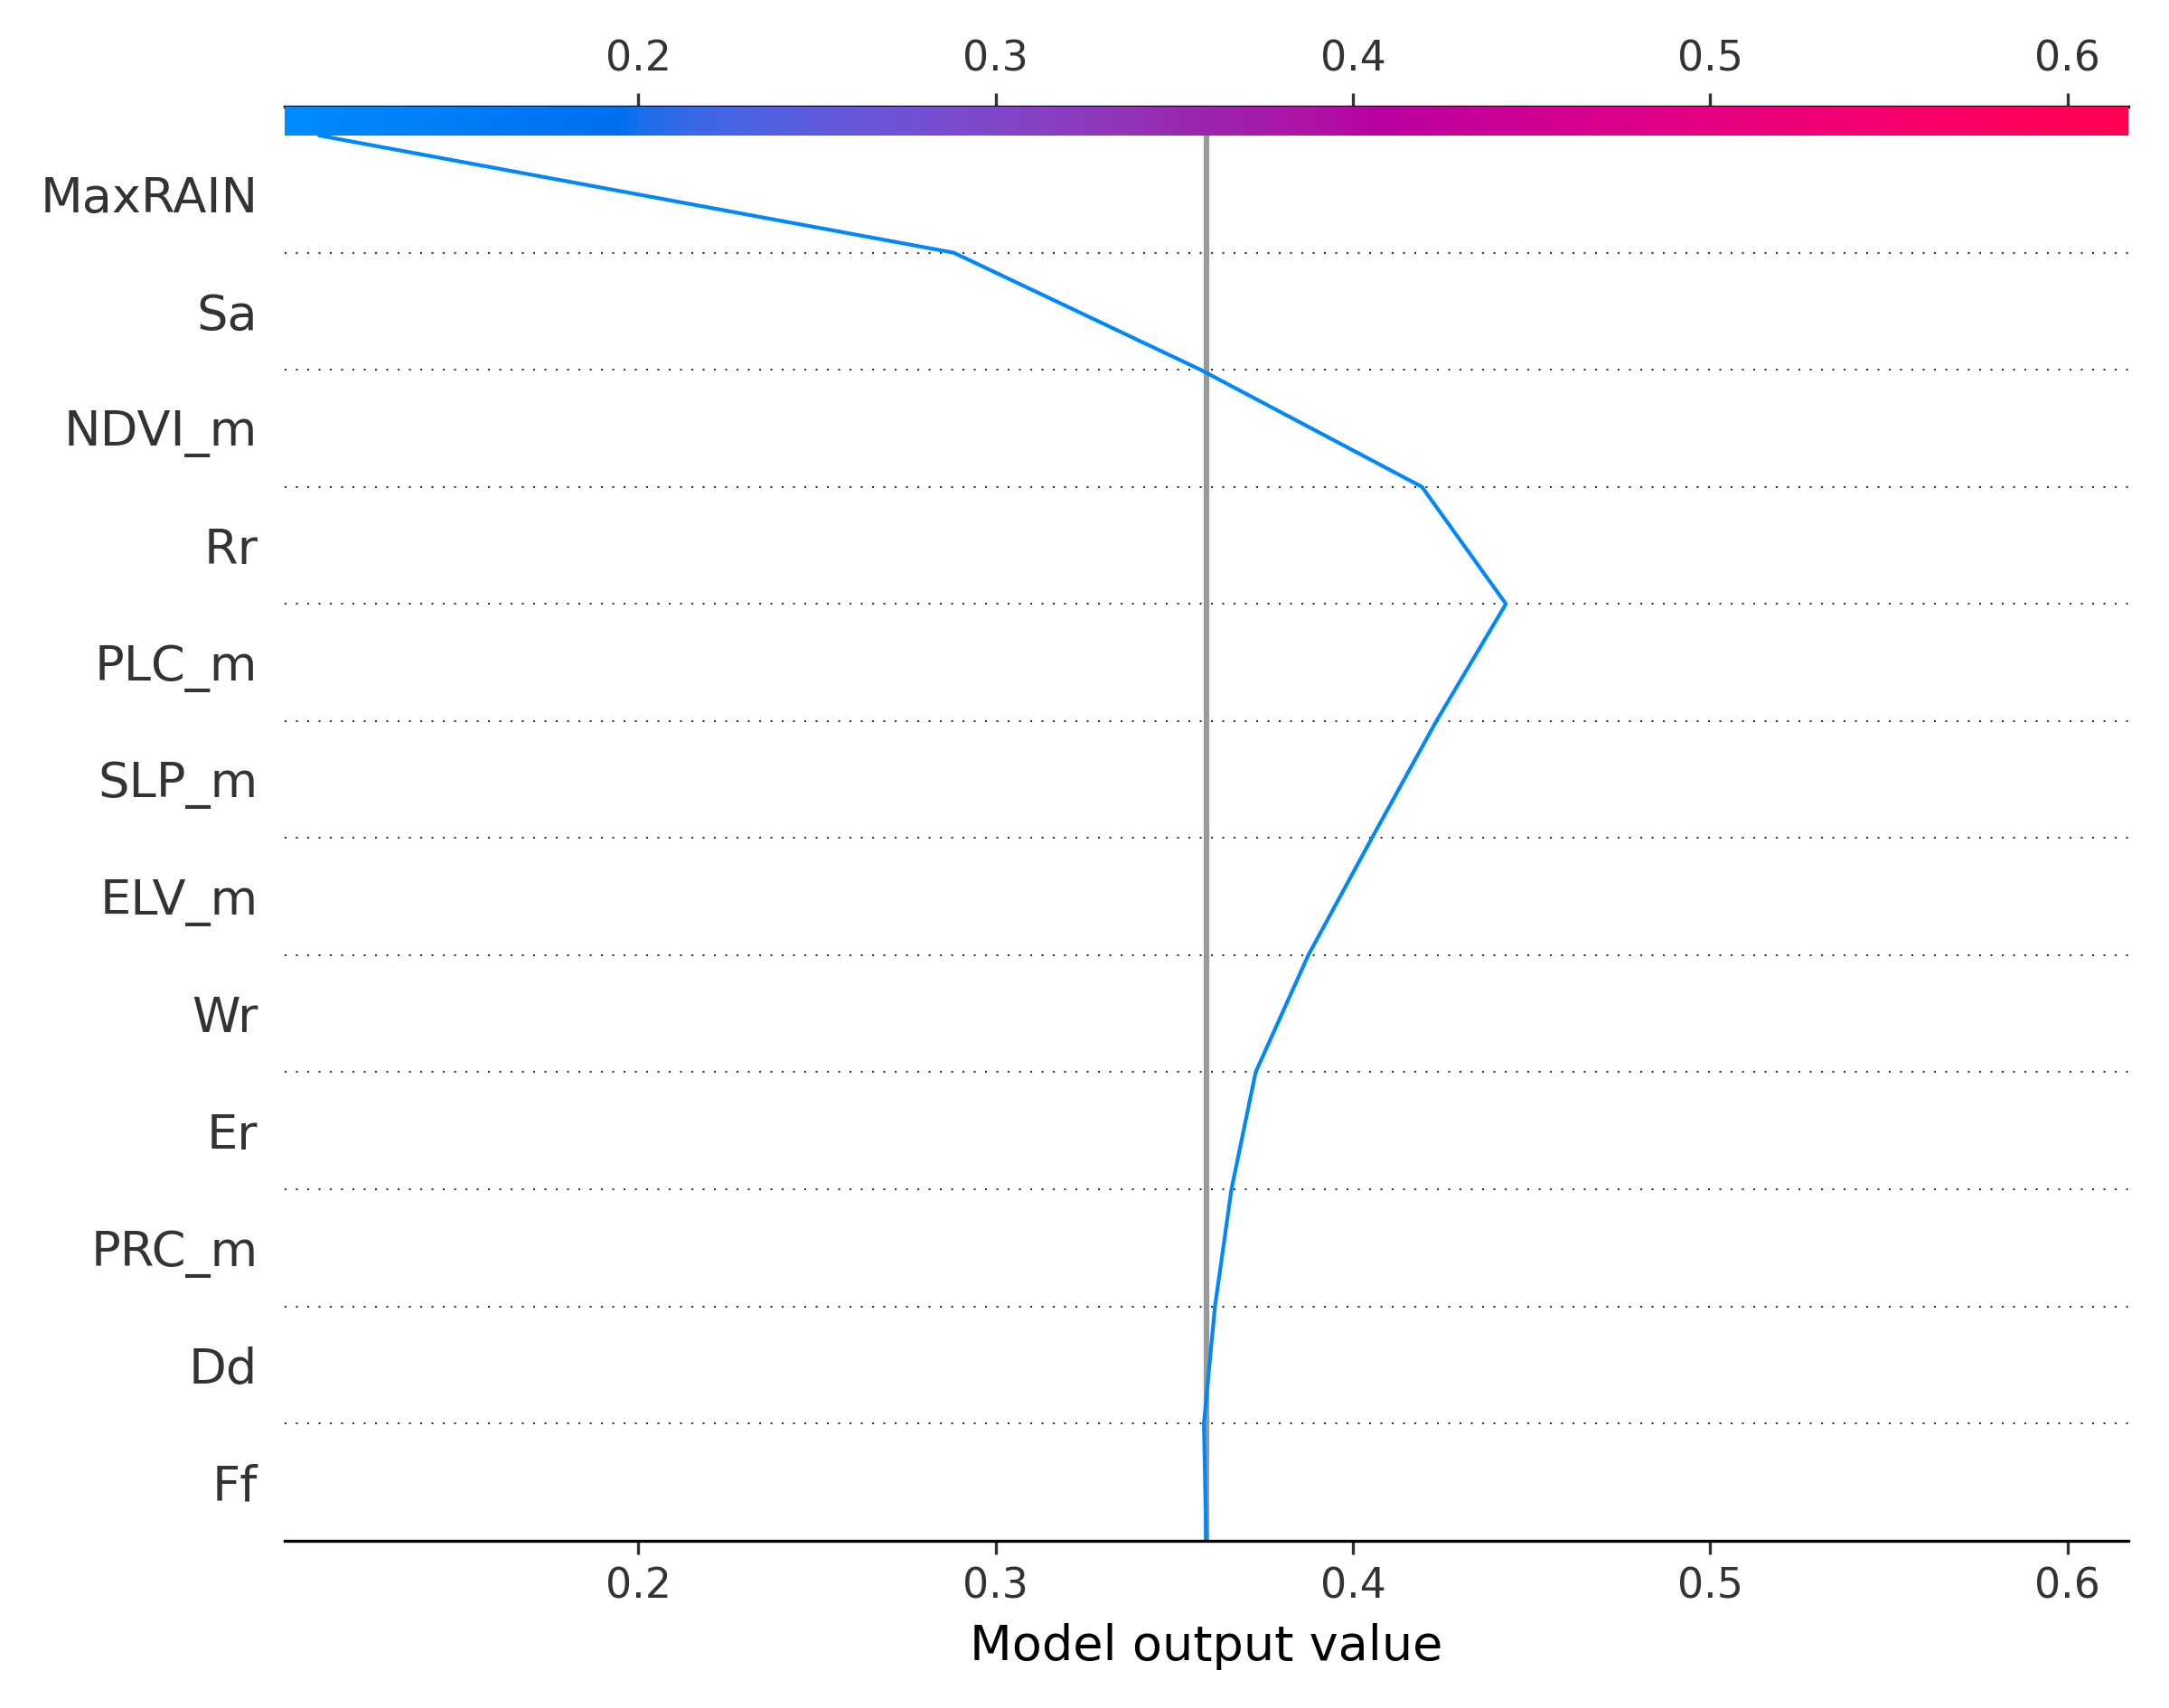 0.2 0.3 0.4 0.5 0.6
MaxRAIN
Sa
NDVI_m
Rr
PLC_m
SLP_m
ELV_m
Wr
Er
PRC_m
Dd
Ff
0.2 0.3 0.4 0.5 0.6
Model output value